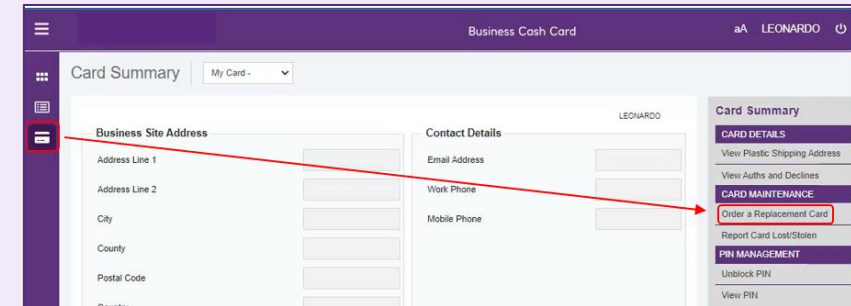 Business Cash Card
aA LEONARDO
Card Summary
My Card -
LEONARDO
Business Site Address
Address Line 1
Address Line 2
City
County
Postal Code
Country
Contact Details
Email Address
Work Phone
Mobile Phone
Card Summary
CARD DETAILS
View Plastic Shipping Address
View Auths and Declines
CARD MAINTENANCE
Order a Replacement Card
Report Card Lost/Stolen
PIN MANAGEMENT
Unblock PIN
View PIN